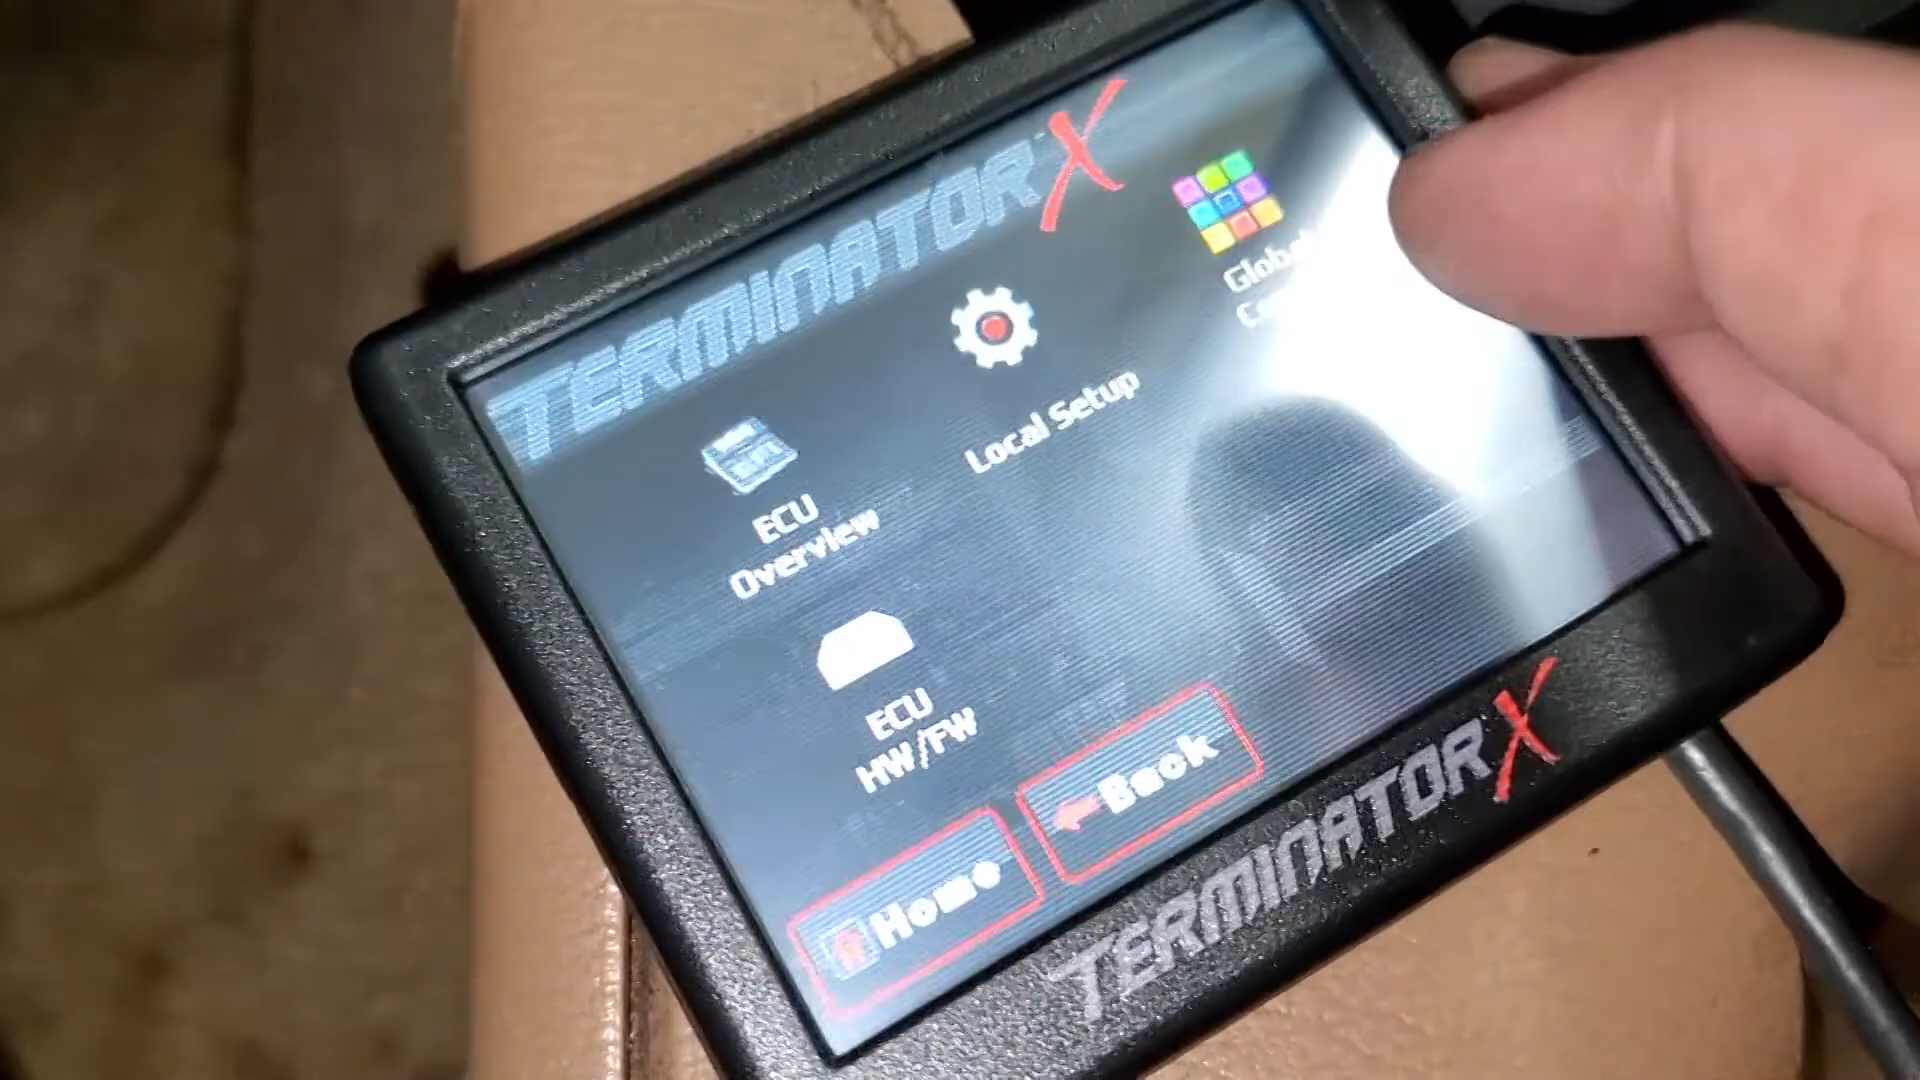 TERMINATOR X
ECU
Overview
Local Setup
ECU
HW/FW
Home
Back
TERMINATOR X